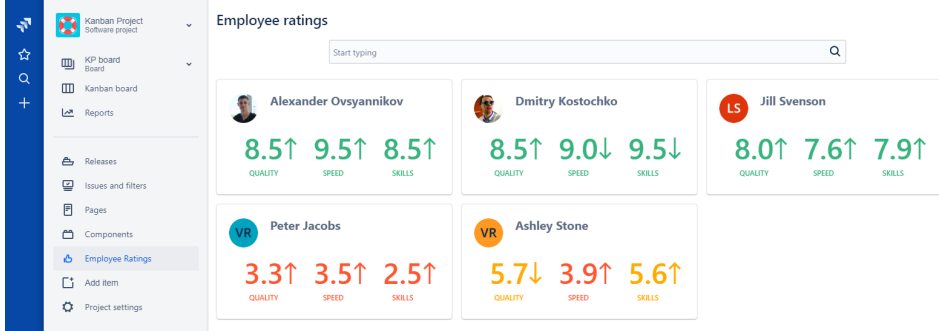 Kanban Project
Software project
KP board
Board
Kanban board
Reports
Releases
Issues and filters
Pages
Components
Employee Ratings
Add item
Project settings
Employee ratings
Start typing
Alexander Ovsyannikov
8.5↑ 9.5↑ 8.5↑
QUALITY SPEED SKILLS
Dmitry Kostochko
8.5↑ 9.0↓ 9.5↓
QUALITY SPEED SKILLS
LS
Jill Svenson
8.0↑ 7.6↑ 7.9↑
QUALITY SPEED SKILLS
VR
Peter Jacobs
3.3↑ 3.5↑ 2.5↑
QUALITY SPEED SKILLS
VR
Ashley Stone
5.7↓ 3.9↑ 5.6↑
QUALITY SPEED SKILLS